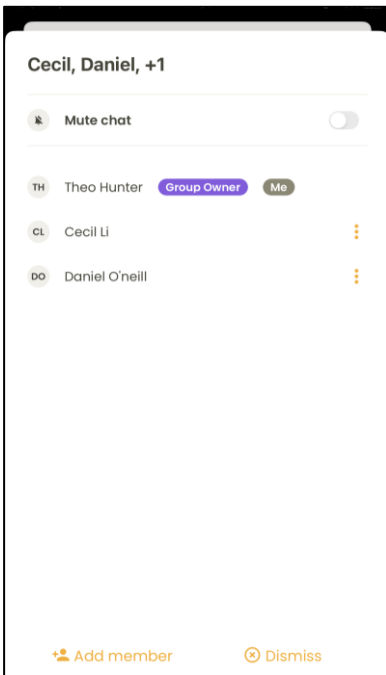 Cecil, Daniel, +1
Mute chat
TH Theo Hunter Group Owner Me
CL Cecil Li
DO Daniel O'neill
Add member Dismiss